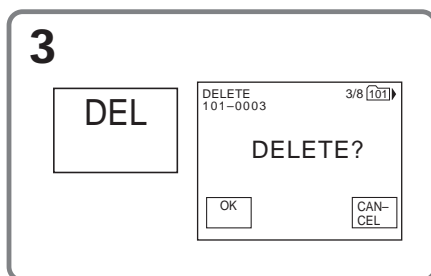 3
DEL
DELETE 3/8 101
101–0003
DELETE?
OK CAN–
CEL